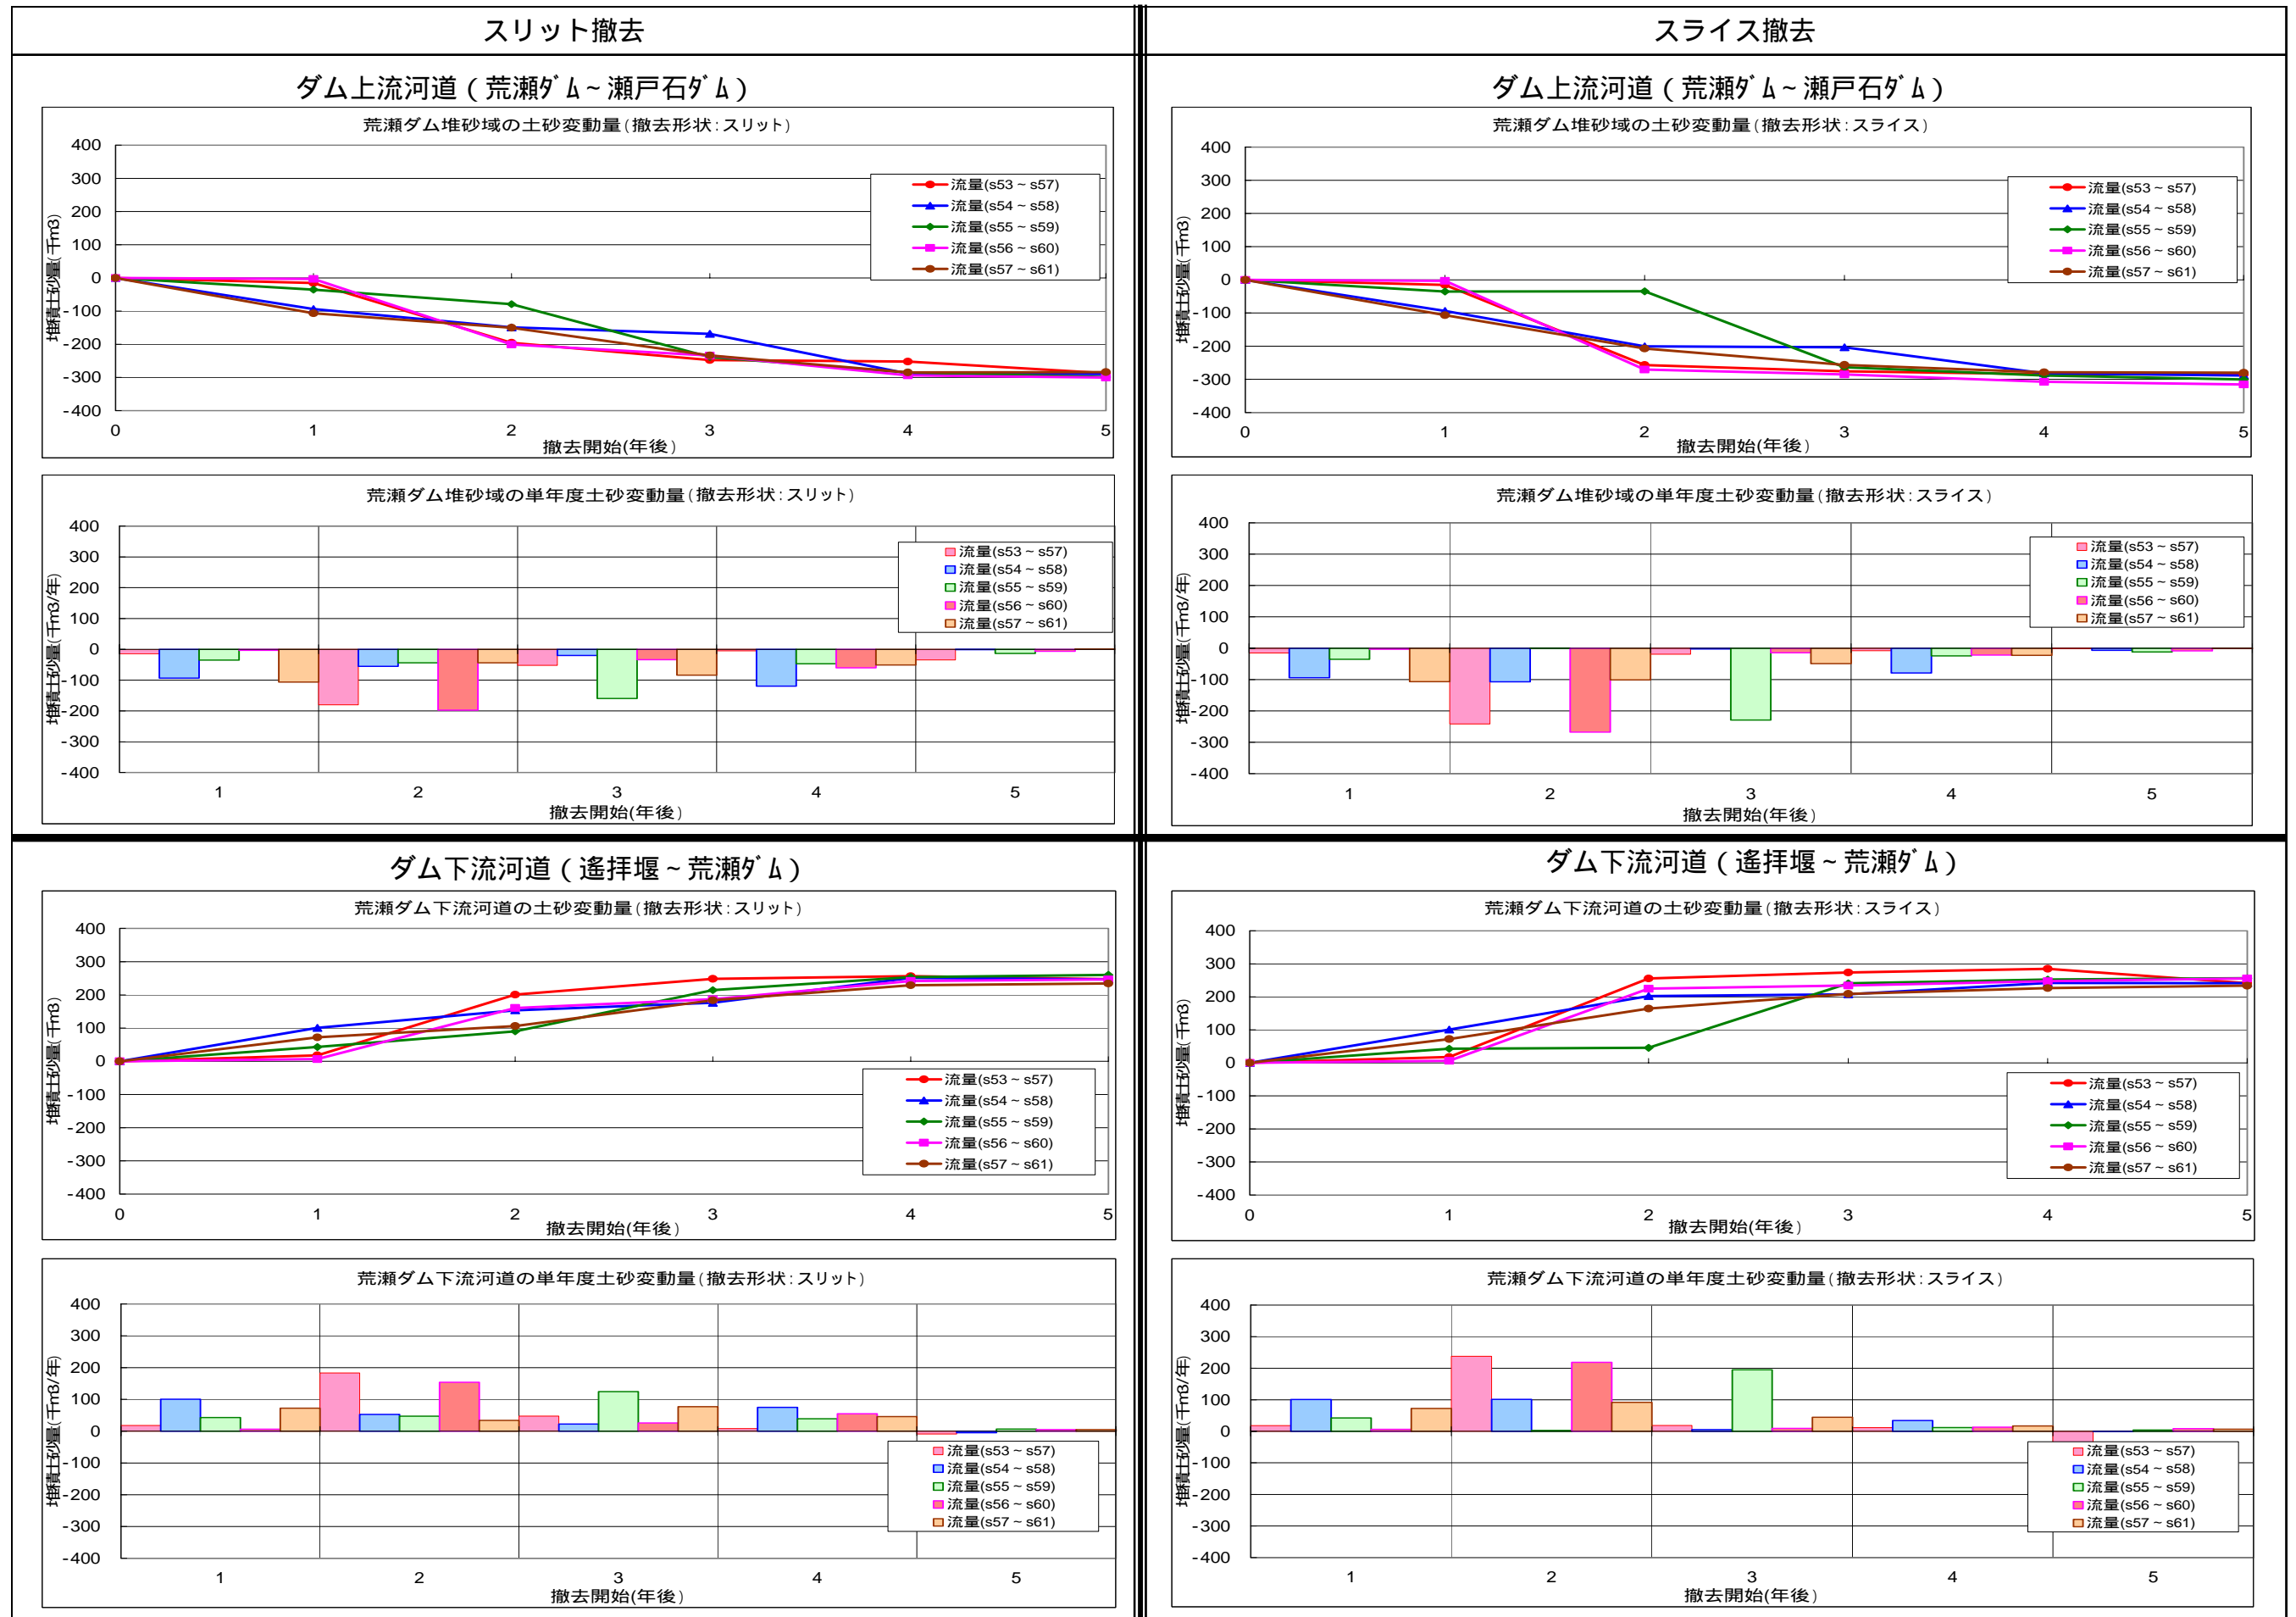 スリット撤去
ダム上流河道（荒瀬ﾀﾞﾑ～瀬戸石ﾀﾞﾑ）
荒瀬ダム堆砂域の土砂変動量(撤去形状：スリット)
400
300
200
100
0
-100
-200
-300
-400
堆積土砂量(千m3)
流量(s53～s57)
流量(s54～s58)
流量(s55～s59)
流量(s56～s60)
流量(s57～s61)
0 1 2 3 4 5
撤去開始(年後)
荒瀬ダム堆砂域の単年度土砂変動量(撤去形状：スリット)
400
300
200
100
0
-100
-200
-300
-400
堆積土砂量(千m3/年)
流量(s53～s57)
流量(s54～s58)
流量(s55～s59)
流量(s56～s60)
流量(s57～s61)
1 2 3 4 5
撤去開始(年後)
スライス撤去
ダム上流河道（荒瀬ﾀﾞﾑ～瀬戸石ﾀﾞﾑ）
荒瀬ダム堆砂域の土砂変動量(撤去形状：スライス)
400
300
200
100
0
-100
-200
-300
-400
堆積土砂量(千m3)
流量(s53～s57)
流量(s54～s58)
流量(s55～s59)
流量(s56～s60)
流量(s57～s61)
0 1 2 3 4 5
撤去開始(年後)
荒瀬ダム堆砂域の単年度土砂変動量(撤去形状：スライス)
400
300
200
100
0
-100
-200
-300
-400
堆積土砂量(千m3/年)
流量(s53～s57)
流量(s54～s58)
流量(s55～s59)
流量(s56～s60)
流量(s57～s61)
1 2 3 4 5
撤去開始(年後)
ダム下流河道（遙拝堰～荒瀬ﾀﾞﾑ）
荒瀬ダム下流河道の土砂変動量(撤去形状：スリット)
400
300
200
100
0
-100
-200
-300
-400
堆積土砂量(千m3)
流量(s53～s57)
流量(s54～s58)
流量(s55～s59)
流量(s56～s60)
流量(s57～s61)
0 1 2 3 4 5
撤去開始(年後)
荒瀬ダム下流河道の単年度土砂変動量(撤去形状：スリット)
400
300
200
100
0
-100
-200
-300
-400
堆積土砂量(千m3/年)
流量(s53～s57)
流量(s54～s58)
流量(s55～s59)
流量(s56～s60)
流量(s57～s61)
1 2 3 4 5
撤去開始(年後)
ダム下流河道（遙拝堰～荒瀬ﾀﾞﾑ）
荒瀬ダム下流河道の土砂変動量(撤去形状：スライス)
400
300
200
100
0
-100
-200
-300
-400
堆積土砂量(千m3)
流量(s53～s57)
流量(s54～s58)
流量(s55～s59)
流量(s56～s60)
流量(s57～s61)
0 1 2 3 4 5
撤去開始(年後)
荒瀬ダム下流河道の単年度土砂変動量(撤去形状：スライス)
400
300
200
100
0
-100
-200
-300
-400
堆積土砂量(千m3/年)
流量(s53～s57)
流量(s54～s58)
流量(s55～s59)
流量(s56～s60)
流量(s57～s61)
1 2 3 4 5
撤去開始(年後)